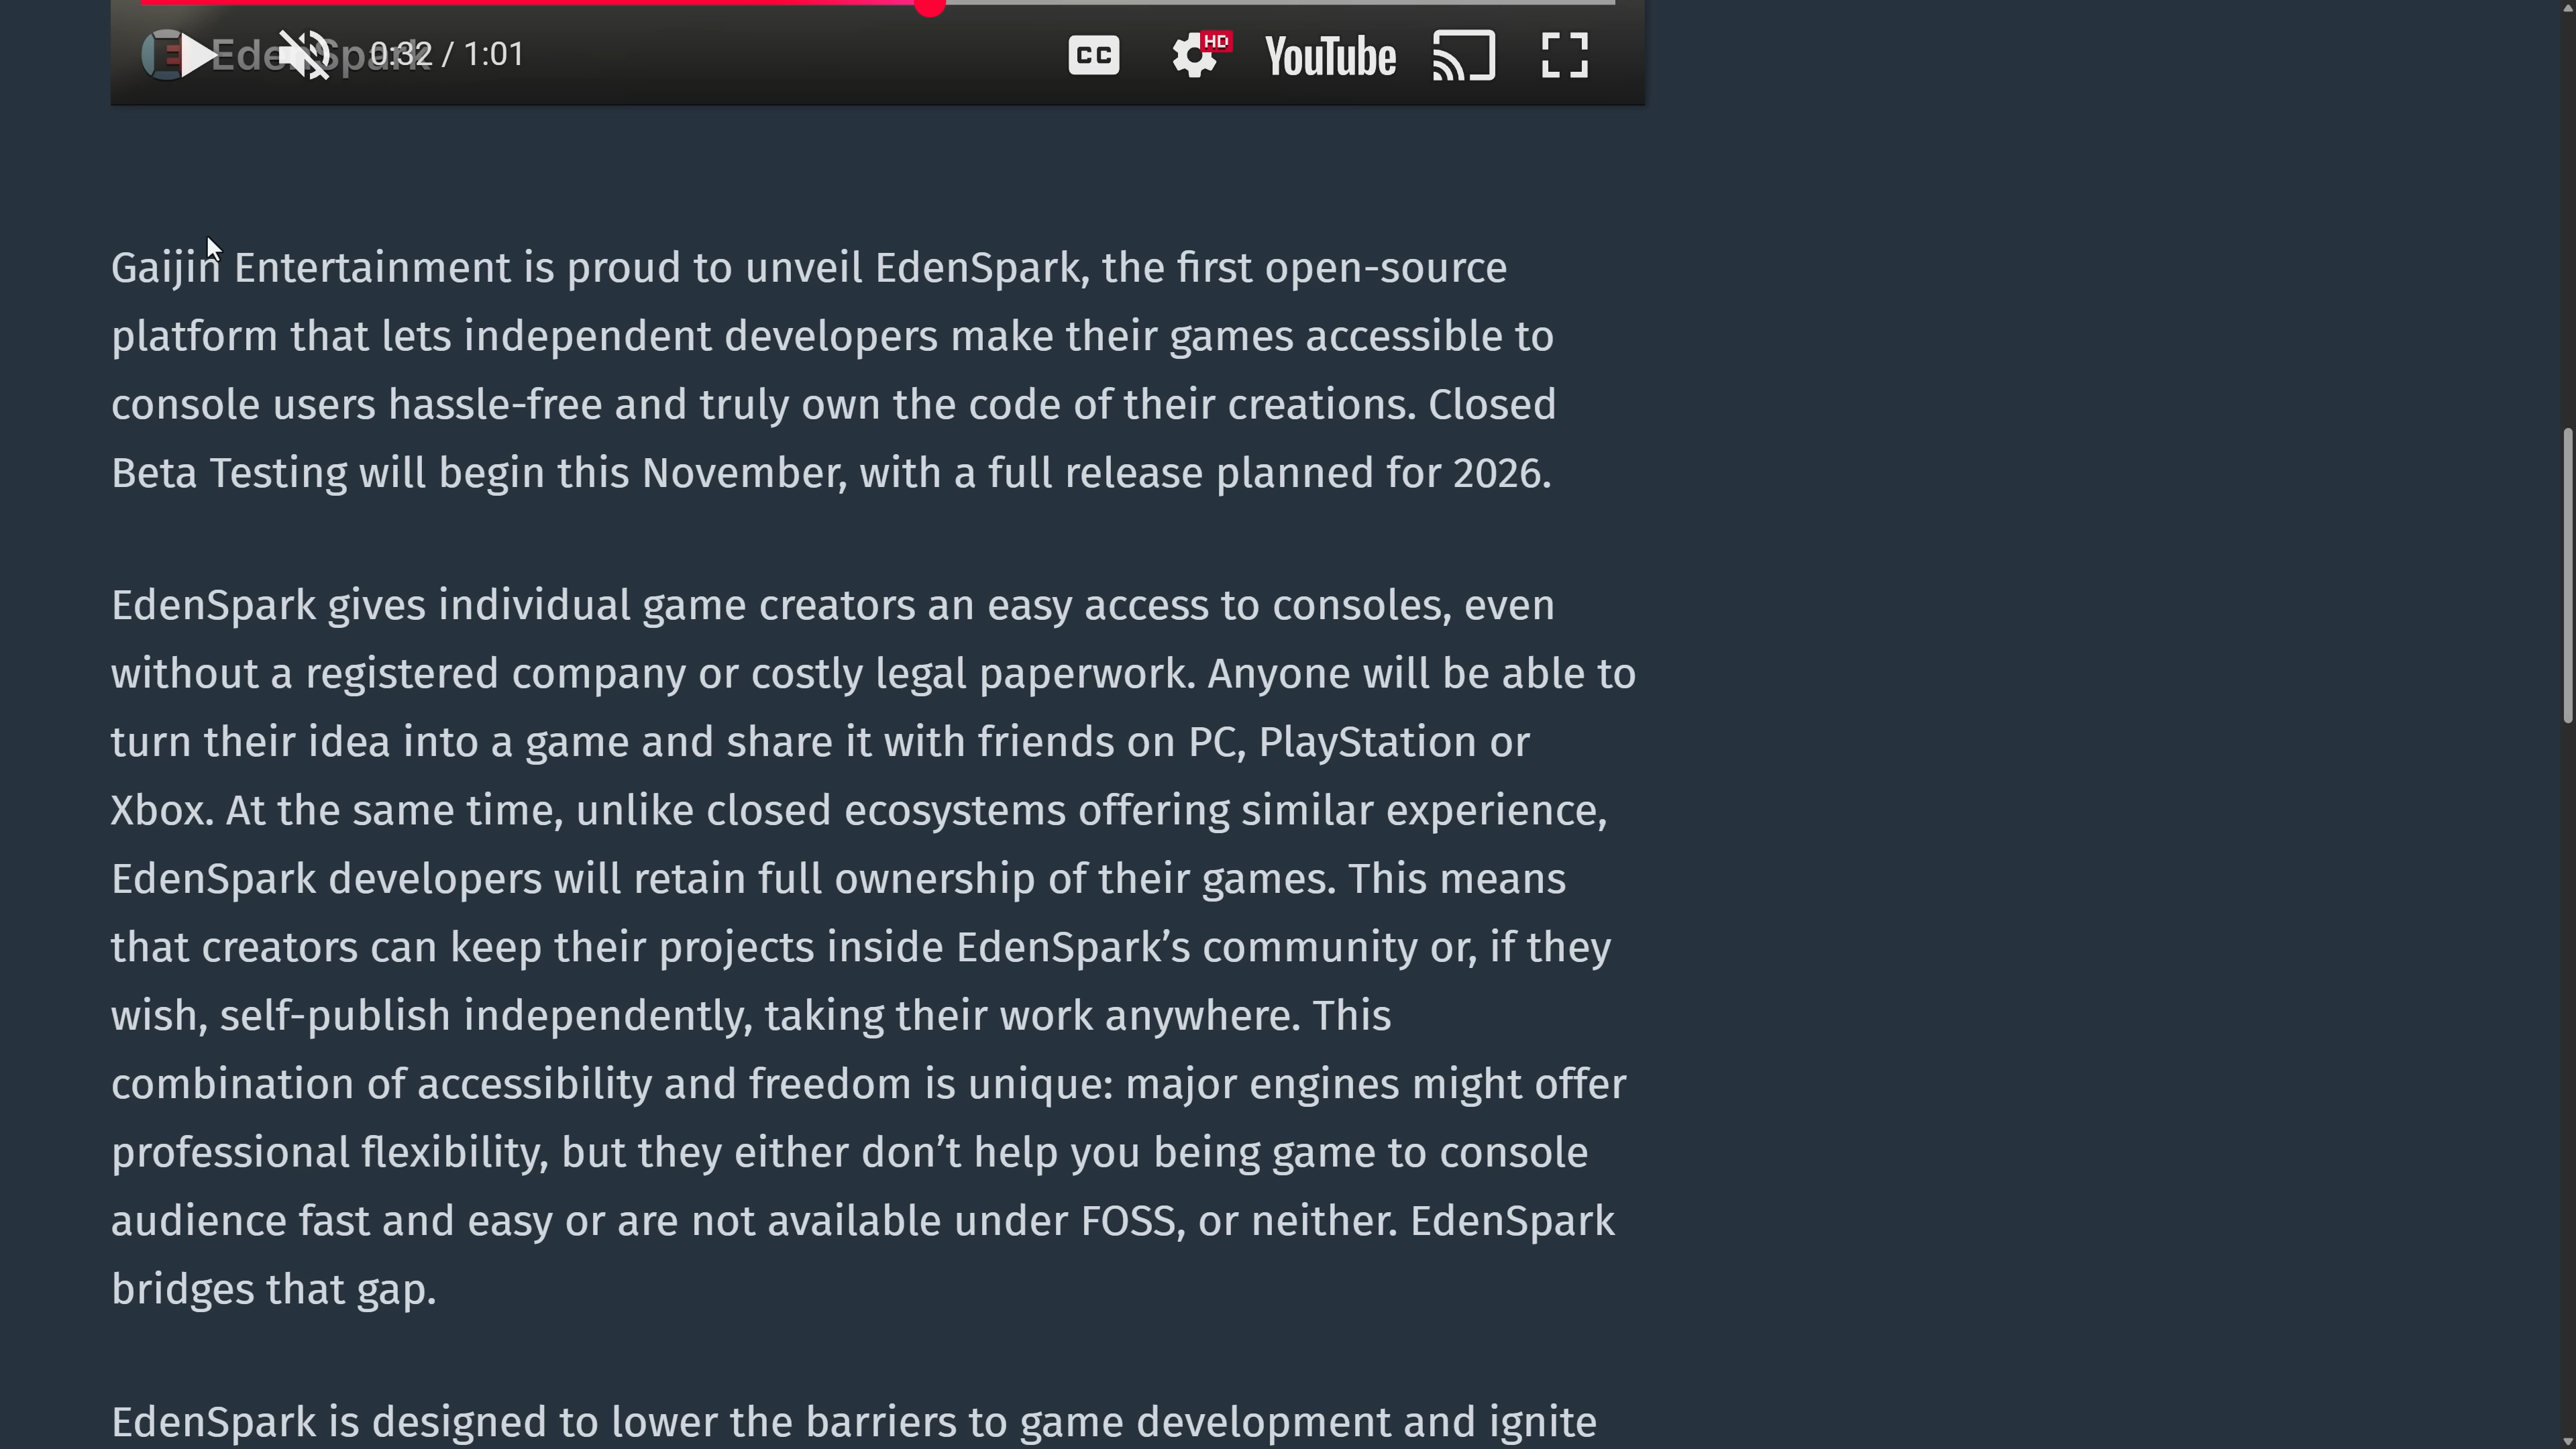 EdenSpark
0:32 / 1:01
CC
HD
YouTube
Gaijin Entertainment is proud to unveil EdenSpark, the first open-source
platform that lets independent developers make their games accessible to
console users hassle-free and truly own the code of their creations. Closed
Beta Testing will begin this November, with a full release planned for 2026.
EdenSpark gives individual game creators an easy access to consoles, even
without a registered company or costly legal paperwork. Anyone will be able to
turn their idea into a game and share it with friends on PC, PlayStation or
Xbox. At the same time, unlike closed ecosystems offering similar experience,
EdenSpark developers will retain full ownership of their games. This means
that creators can keep their projects inside EdenSpark’s community or, if they
wish, self-publish independently, taking their work anywhere. This
combination of accessibility and freedom is unique: major engines might offer
professional flexibility, but they either don’t help you being game to console
audience fast and easy or are not available under FOSS, or neither. EdenSpark
bridges that gap.
EdenSpark is designed to lower the barriers to game development and ignite